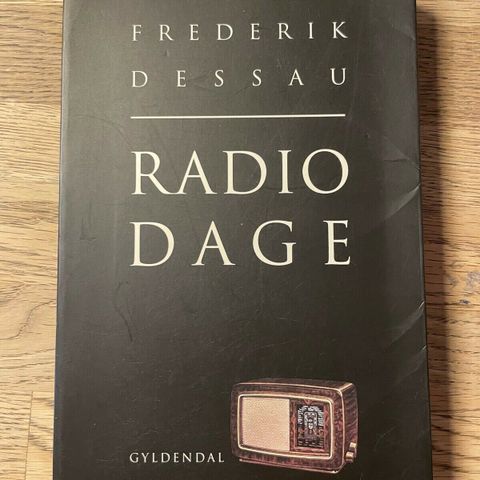 FREDERIK
DESSAU
RADIO
DAGE
GYLDENDAL